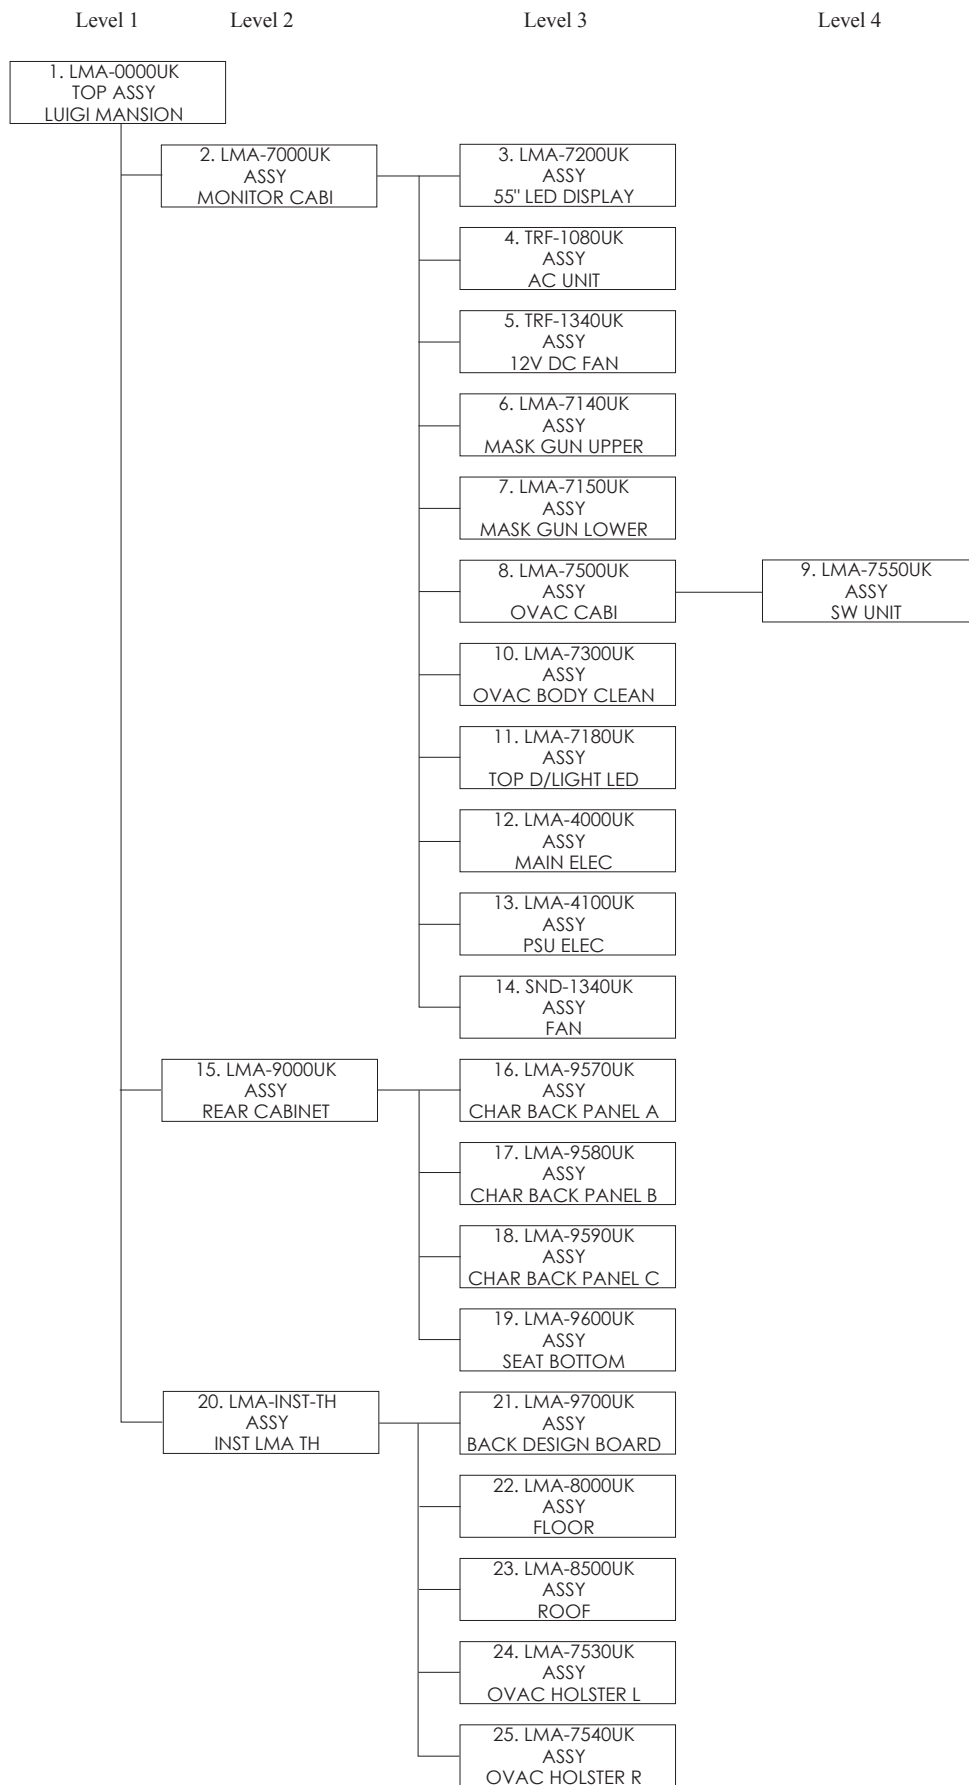 Level 1 Level 2 Level 3 Level 4
1. LMA-0000UK
TOP ASSY
LUIGI MANSION
2. LMA-7000UK
ASSY
MONITOR CABI
3. LMA-7200UK
ASSY
55" LED DISPLAY
4. TRF-1080UK
ASSY
AC UNIT
5. TRF-1340UK
ASSY
12V DC FAN
6. LMA-7140UK
ASSY
MASK GUN UPPER
7. LMA-7150UK
ASSY
MASK GUN LOWER
8. LMA-7500UK
ASSY
OVAC CABI
9. LMA-7550UK
ASSY
SW UNIT
10. LMA-7300UK
ASSY
OVAC BODY CLEAN
11. LMA-7180UK
ASSY
TOP D/LIGHT LED
12. LMA-4000UK
ASSY
MAIN ELEC
13. LMA-4100UK
ASSY
PSU ELEC
14. SND-1340UK
ASSY
FAN
15. LMA-9000UK
ASSY
REAR CABINET
16. LMA-9570UK
ASSY
CHAR BACK PANEL A
17. LMA-9580UK
ASSY
CHAR BACK PANEL B
18. LMA-9590UK
ASSY
CHAR BACK PANEL C
19. LMA-9600UK
ASSY
SEAT BOTTOM
20. LMA-INST-TH
ASSY
INST LMA TH
21. LMA-9700UK
ASSY
BACK DESIGN BOARD
22. LMA-8000UK
ASSY
FLOOR
23. LMA-8500UK
ASSY
ROOF
24. LMA-7530UK
ASSY
OVAC HOLSTER L
25. LMA-7540UK
ASSY
OVAC HOLSTER R